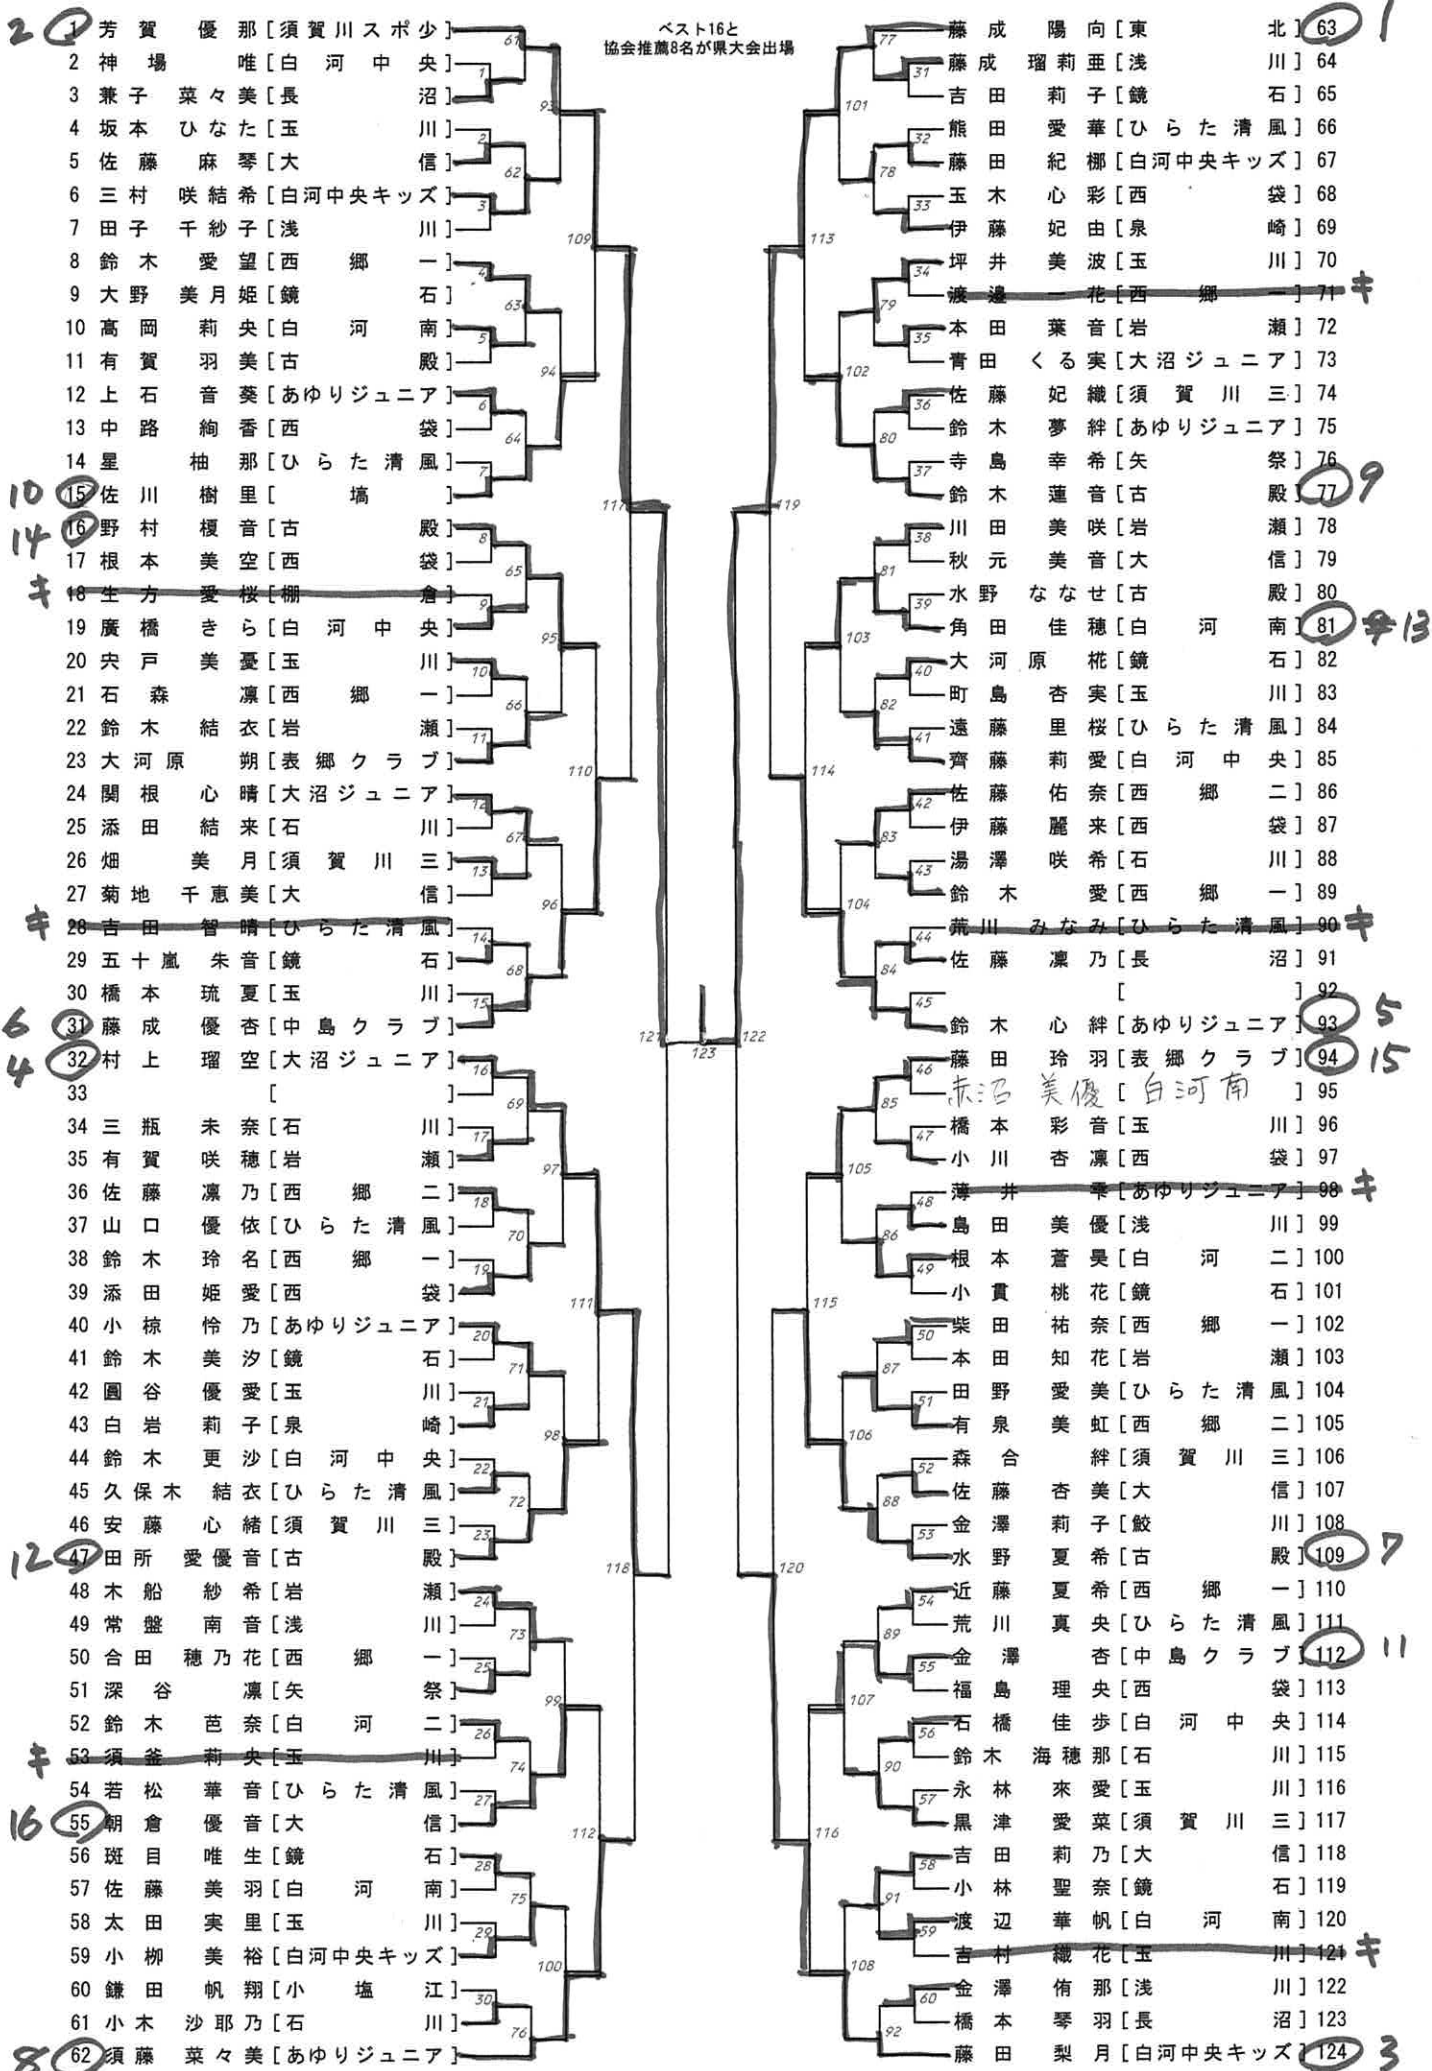 ベスト16と
協会推薦8名が県大会出場
2 1 芳賀 優那 [須賀川スポ少]
2 神場 唯 [白河中央]
3 兼子 菜々美 [長沼]
4 坂本 ひなた [玉川]
5 佐藤 麻琴 [大信]
6 三村 咲結希 [白河中央キッズ]
7 田子 千紗子 [浅川]
8 鈴木 愛望 [西郷一]
9 大野 美月姫 [鏡石]
10 髙岡 莉央 [白河南]
11 有賀 羽美 [古殿]
12 上石 音葵 [あゆりジュニア]
13 中路 絢香 [西袋]
14 星 柚那 [ひらた清風]
10 15 佐川 樹里 [塙]
14 16 野村 榎音 [古殿]
17 根本 美空 [西袋]
キ 18 生方 愛桜 [棚倉]
19 廣橋 きら [白河中央]
20 宍戸 美憂 [玉川]
21 石森 凛 [西郷一]
22 鈴木 結衣 [岩瀬]
23 大河原 朔 [表郷クラブ]
24 関根 心晴 [大沼ジュニア]
25 添田 結来 [石川]
26 畑 美月 [須賀川三]
27 菊地 千恵美 [大信]
キ 28 吉田 智晴 [ひらた清風]
29 五十嵐 朱音 [鏡石]
30 橋本 琉夏 [玉川]
6 31 藤成 優杏 [中島クラブ]
4 32 村上 瑠空 [大沼ジュニア]
33 [ ]
34 三瓶 未奈 [石川]
35 有賀 咲穂 [岩瀬]
36 佐藤 凛乃 [西郷二]
37 山口 優依 [ひらた清風]
38 鈴木 玲名 [西郷一]
39 添田 姫愛 [西袋]
40 小椋 怜乃 [あゆりジュニア]
41 鈴木 美汐 [鏡石]
42 圓谷 優愛 [玉川]
43 白岩 莉子 [泉崎]
44 鈴木 更沙 [白河中央]
45 久保木 結衣 [ひらた清風]
46 安藤 心緒 [須賀川三]
12 47 田所 愛優音 [古殿]
48 木船 紗希 [岩瀬]
49 常盤 南音 [浅川]
50 合田 穂乃花 [西郷一]
51 深谷 凛 [矢祭]
52 鈴木 芭奈 [白河二]
キ 53 須釜 莉央 [玉川]
54 若松 華音 [ひらた清風]
16 55 朝倉 優音 [大信]
56 斑目 唯生 [鏡石]
57 佐藤 美羽 [白河南]
58 太田 実里 [玉川]
59 小栁 美裕 [白河中央キッズ]
60 鎌田 帆翔 [小塩江]
61 小木 沙耶乃 [石川]
8 62 須藤 菜々美 [あゆりジュニア]
藤成 陽向 [東北] 63 1
藤成 瑠莉亜 [浅川] 64
吉田 莉子 [鏡石] 65
熊田 愛華 [ひらた清風] 66
藤田 紀梛 [白河中央キッズ] 67
玉木 心彩 [西袋] 68
伊藤 妃由 [泉崎] 69
坪井 美波 [玉川] 70
渡邉 一花 [西郷一] 71 キ
本田 葉音 [岩瀬] 72
青田 くる実 [大沼ジュニア] 73
佐藤 妃織 [須賀川三] 74
鈴木 夢絆 [あゆりジュニア] 75
寺島 幸希 [矢祭] 76
鈴木 蓮音 [古殿] 77 9
川田 美咲 [岩瀬] 78
秋元 美音 [大信] 79
水野 ななせ [古殿] 80
角田 佳穂 [白河南] 81 13
大河原 椛 [鏡石] 82
町島 杏実 [玉川] 83
遠藤 里桜 [ひらた清風] 84
齊藤 莉愛 [白河中央] 85
佐藤 佑奈 [西郷二] 86
伊藤 麗来 [西袋] 87
湯澤 咲希 [石川] 88
鈴木 愛 [西郷一] 89
荒川 みなみ [ひらた清風] 90 キ
佐藤 凜乃 [長沼] 91
[ ] 92
鈴木 心絆 [あゆりジュニア] 93 5
藤田 玲羽 [表郷クラブ] 94 15
赤沼 美優 [白河南] 95
橋本 彩音 [玉川] 96
小川 杏凛 [西袋] 97
薄井 雫 [あゆりジュニア] 98 キ
島田 美優 [浅川] 99
根本 蒼昊 [白河二] 100
小貫 桃花 [鏡石] 101
柴田 祐奈 [西郷一] 102
本田 知花 [岩瀬] 103
田野 愛美 [ひらた清風] 104
有泉 美虹 [西郷二] 105
森合 絆 [須賀川三] 106
佐藤 杏美 [大信] 107
金澤 莉子 [鮫川] 108
水野 夏希 [古殿] 109 7
近藤 夏希 [西郷一] 110
荒川 真央 [ひらた清風] 111
金澤 杏 [中島クラブ] 112 11
福島 理央 [西袋] 113
石橋 佳歩 [白河中央] 114
鈴木 海穂那 [石川] 115
永林 來愛 [玉川] 116
黒津 愛菜 [須賀川三] 117
吉田 莉乃 [大信] 118
小林 聖奈 [鏡石] 119
渡辺 華帆 [白河南] 120
吉村 織花 [玉川] 121 キ
金澤 侑那 [浅川] 122
橋本 琴羽 [長沼] 123
藤田 梨月 [白河中央キッズ] 124 3